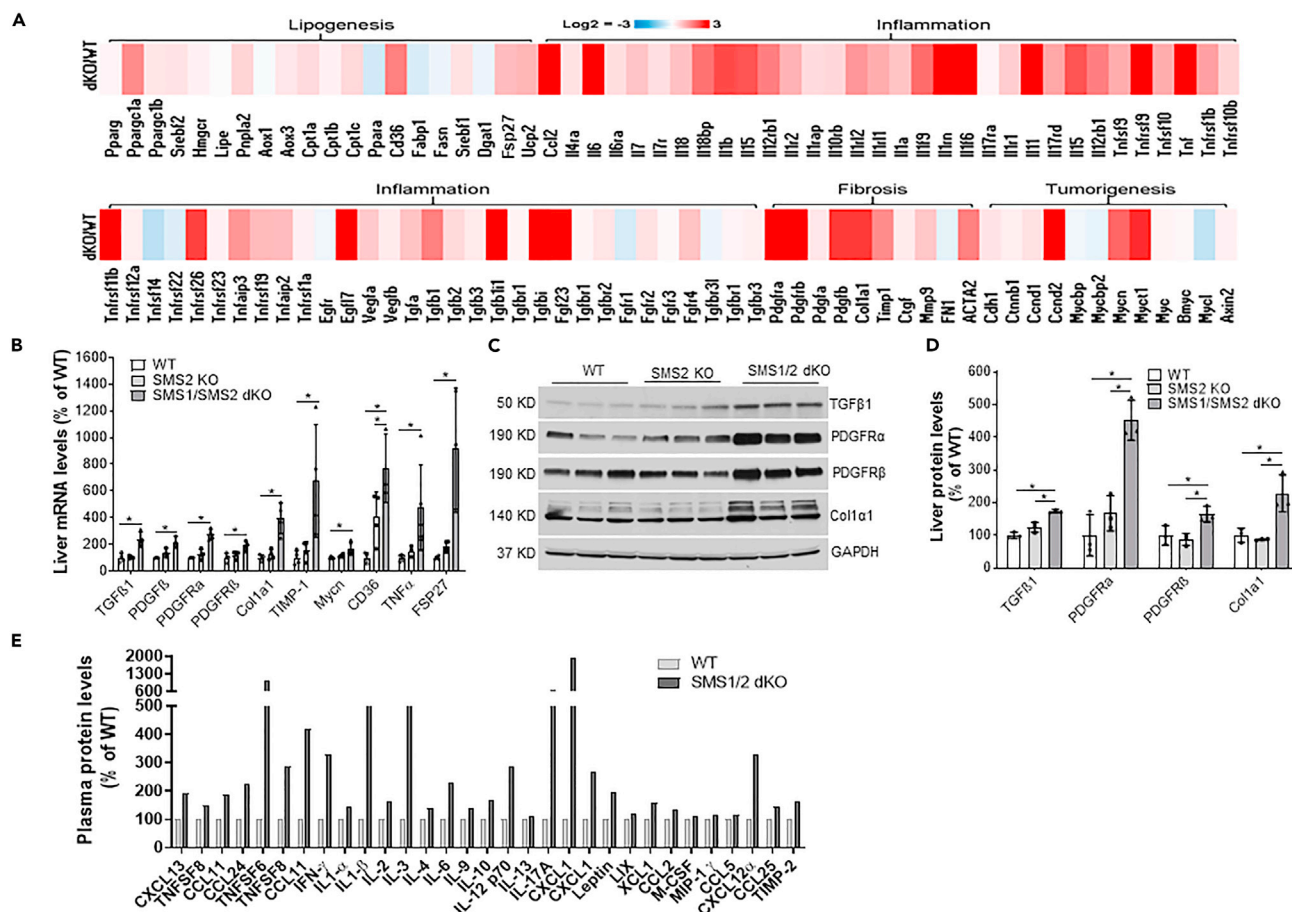 A
Lipogenesis
Log2 = -3 3
Inflammation
dKO/WT
Pparg
Ppargc1a
Ppargc1b
Srebf2
Hmgcr
Lipe
Pnpla2
Aox1
Aox3
Cpt1a
Cpt1b
Cpt1c
Ppara
Cd36
Fabp1
Fasn
Srebf1
Dgat1
Fsp27
Ucp2
Ccl2
Il4ra
Il6
Il6ra
Il7
Il7r
Il18
Il18bp
Il1b
Il15
Il12rb1
Il1r2
Il1rap
Il10rb
Il1rl2
Il1rl1
Il1a
Il1f9
Il1rn
Il1f6
Il17ra
Il1r1
Il11
Il17rd
Il15
Il12rb1
Tnfsf9
Tnfrsf9
Tnfsf10
Tnf
Tnfrsf1b
Tnfrsf10b
Inflammation
Fibrosis
Tumorigenesis
dKO/WT
Tnfrsf11b
Tnfrsf12a
Tnfrsf14
Tnfrsf22
Tnfrsf26
Tnfrsf23
Tnfaip3
Tnfrsf19
Tnfaip2
Tnfrsf1a
Egfr
Egfl7
Vegfa
Vegfb
Tgfa
Tgfb1
Tgfb2
Tgfb3
Tgfb1i1
Tgfbr1
Tgfbi
Fgf23
Tgfbr1
Tgfbr2
Fgfr1
Fgfr2
Fgfr3
Fgfr4
Tgfbr3l
Tgfbr1
Tgfbr3
Pdgfra
Pdgfrb
Pdgfa
Pdgfb
Col1a1
Timp1
Ctgf
Mmp9
FN1
ACTA2
Cdh1
Ctnnb1
Ccnd1
Ccnd2
Mycbp
Mycbp2
Mycn
Myct1
Myc
Bmyc
Mycl
Axin2
B
Liver mRNA levels (% of WT)
1600
1400
1200
1000
800
600
400
200
100
0
WT
SMS2 KO
SMS1/SMS2 dKO
* * * * * * * * * * *
TGFß1
PDGFß
PDGFRa
PDGFRß
Col1a1
TIMP-1
Mycn
CD36
TNFα
FSP27
C
WT SMS2 KO SMS1/2 dKO
50 KD TGFβ1
190 KD PDGFRα
190 KD PDGFRβ
140 KD Col1α1
37 KD GAPDH
D
Liver protein levels
(% of WT)
600
500
400
300
200
100
0
WT
SMS2 KO
SMS1/SMS2 dKO
* * * * * * * *
TGFß1
PDGFRa
PDGFRß
Col1a1
E
Plasma protein levels
(% of WT)
2000
1300
600
500
400
300
200
100
0
WT
SMS1/2 dKO
CXCL13
TNFSF8
CCL11
CCL24
TNFSF6
TNFSF8
CCL11
IFN-γ
IL1-α
IL1-β
IL-2
IL-3
IL-4
IL-6
IL-9
IL-10
IL-12 p70
IL-13
IL-17A
CXCL1
CXCL1
Leptin
LIX
XCL1
CCL2
M-CSF
MIP-1 γ
CCL5
CXCL12α
CCL25
TIMP-2